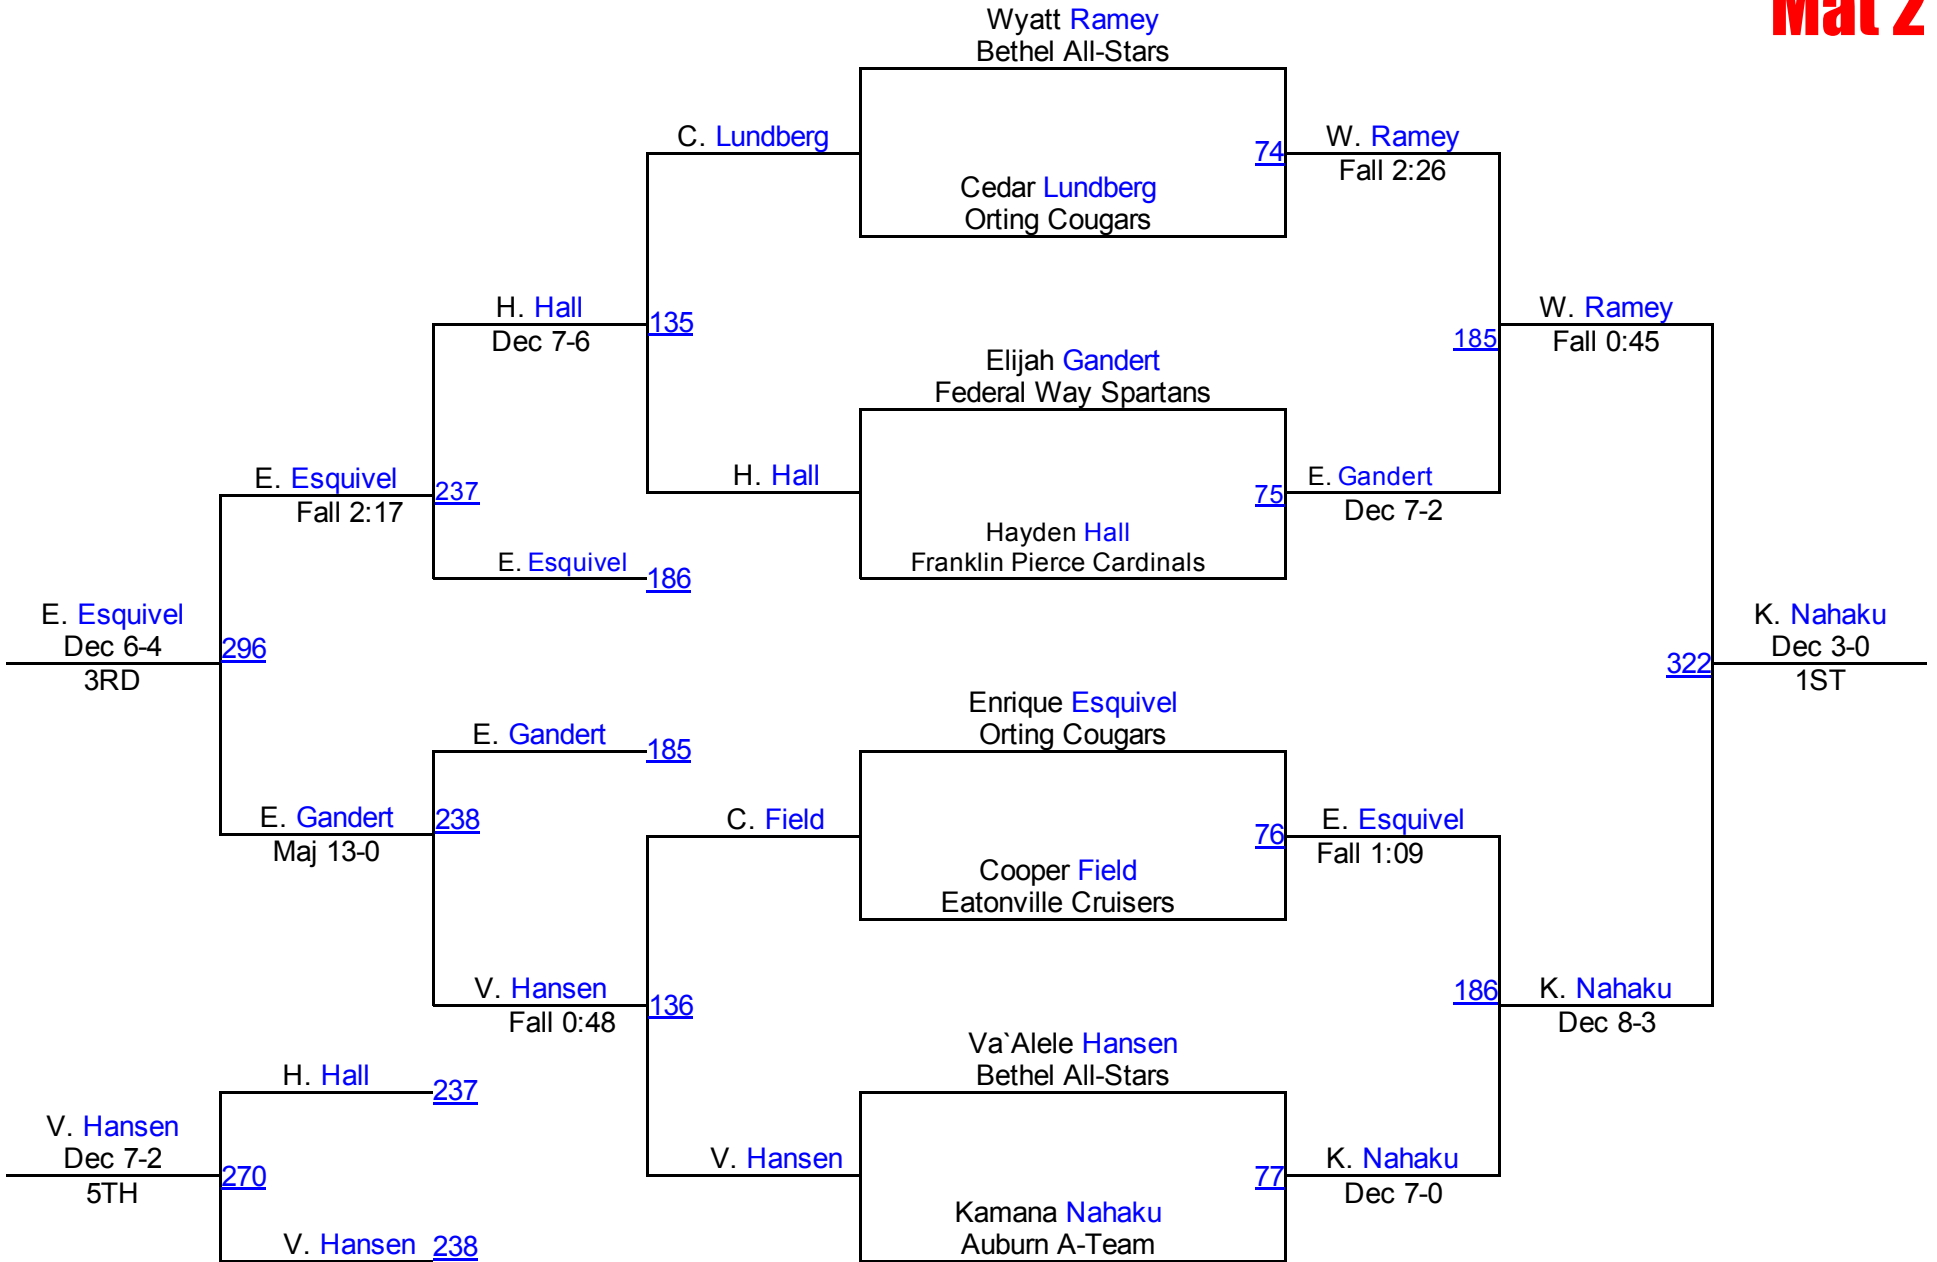 Mat 2
Wyatt Ramey
Bethel All-Stars
C. Lundberg
74
W. Ramey
Fall 2:26
Cedar Lundberg
Orting Cougars
H. Hall
Dec 7-6
135
W. Ramey
Fall 0:45
185
Elijah Gandert
Federal Way Spartans
E. Esquivel
Fall 2:17
237
H. Hall
75
E. Gandert
Dec 7-2
Hayden Hall
Franklin Pierce Cardinals
E. Esquivel
186
E. Esquivel
Dec 6-4
3RD
296
K. Nahaku
Dec 3-0
1ST
322
Enrique Esquivel
Orting Cougars
E. Gandert
185
E. Gandert
Maj 13-0
238
C. Field
76
E. Esquivel
Fall 1:09
Cooper Field
Eatonville Cruisers
V. Hansen
Fall 0:48
136
186
K. Nahaku
Dec 8-3
Va`Alele Hansen
Bethel All-Stars
H. Hall
237
V. Hansen
Dec 7-2
5TH
270
V. Hansen
77
K. Nahaku
Dec 7-0
Kamana Nahaku
Auburn A-Team
V. Hansen
238